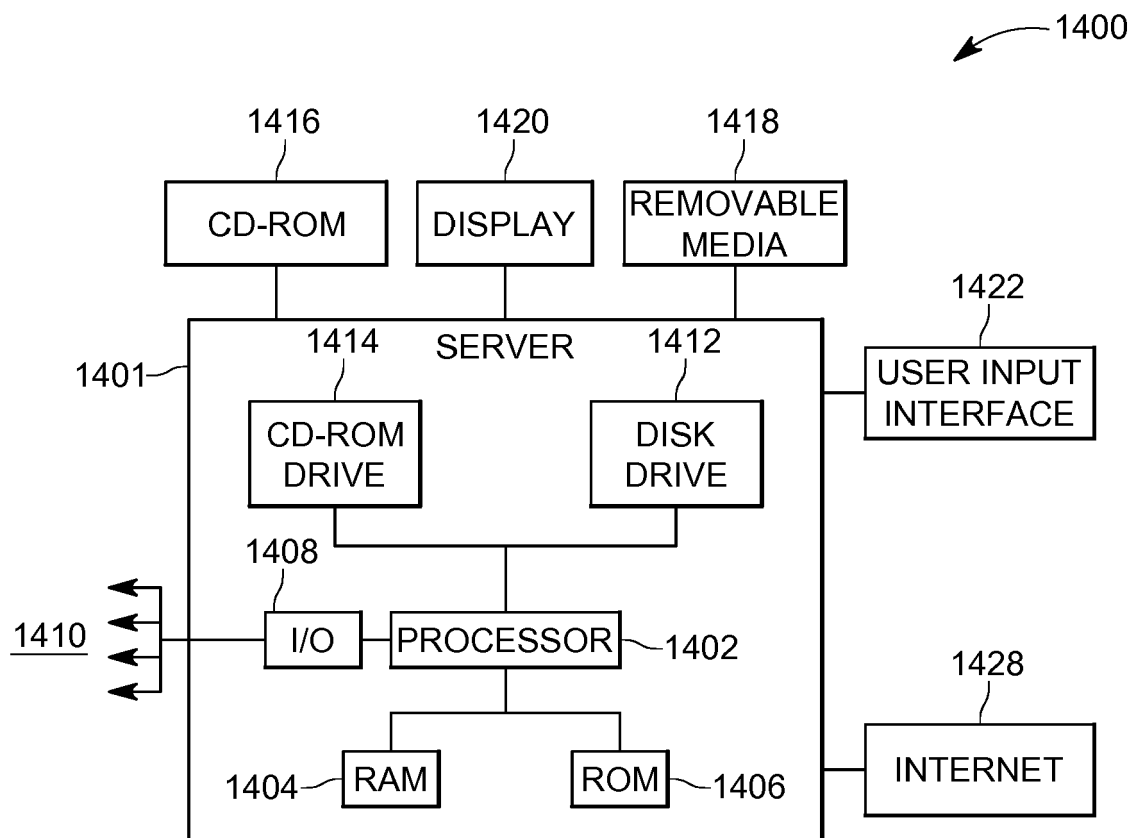 1400
1416
1420
1418
CD-ROM
DISPLAY
REMOVABLE
MEDIA
1422
USER INPUT
INTERFACE
1401
SERVER
1414
1412
CD-ROM
DRIVE
DISK
DRIVE
1408
1410
I/O
PROCESSOR
1402
1428
INTERNET
1404
RAM
ROM
1406